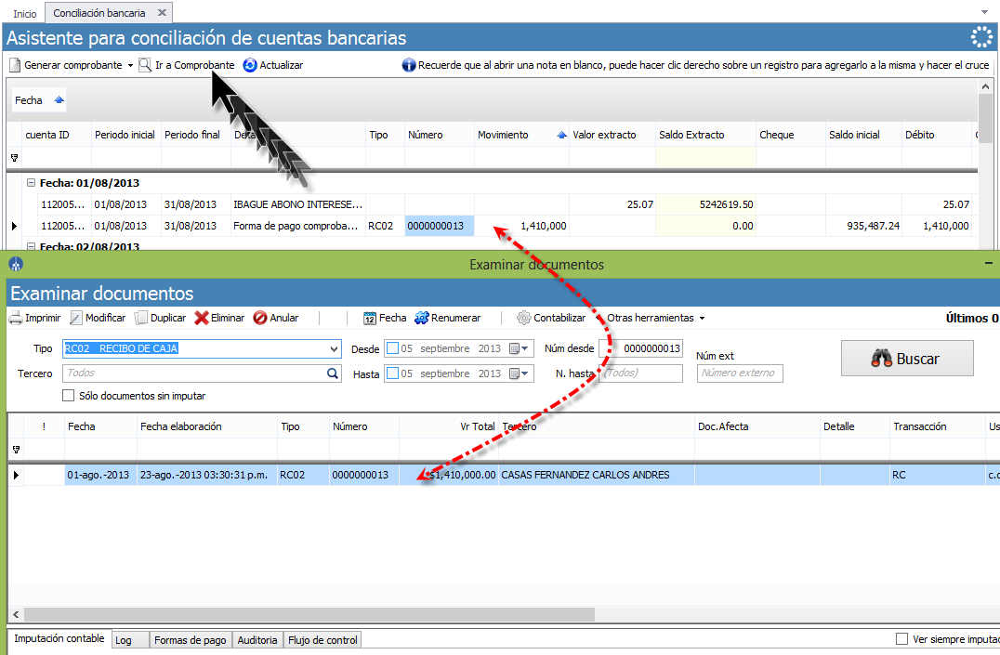 Inicio Conciliación bancaria
Asistente para conciliación de cuentas bancarias
Generar comprobante Ir a Comprobante Actualizar Recuerde que al abrir una nota en blanco, puede hacer clic derecho sobre un registro para agregarlo a la misma y hacer el cruce
Fecha
cuenta ID Periodo inicial Periodo final Tipo Número Movimiento Valor extracto Saldo Extracto Cheque Saldo inicial Débito
Fecha: 01/08/2013
112005... 01/08/2013 31/08/2013 IBAGUE ABONO INTERESE... 25.07 5242619.50 25.07
112005... 01/08/2013 31/08/2013 Forma de pago comproba... RC02 0000000013 1,410,000 0.00 935,487.24 1,410,000
Fecha: 02/08/2013
Examinar documentos
Examinar documentos
Imprimir Modificar Duplicar Eliminar Anular 12 Fecha Renumerar Contabilizar Otras herramientas Últimos 0
Tipo RC02 RECIBO DE CAJA Desde 05 septiembre 2013 Núm desde 0000000013 Núm ext Buscar
Tercero Todos Hasta 05 septiembre 2013 N. hasta (Todos) Número externo
Sólo documentos sin imputar
! Fecha Fecha elaboración Tipo Número Vr Total Tercero Doc.Afecta Detalle Transacción Us
01-ago.-2013 23-ago.-2013 03:30:31 p.m. RC02 0000000013 $1,410,000.00 CASAS FERNANDEZ CARLOS ANDRES RC c.c
Imputación contable Log Formas de pago Auditoria Flujo de control Ver siempre imputac